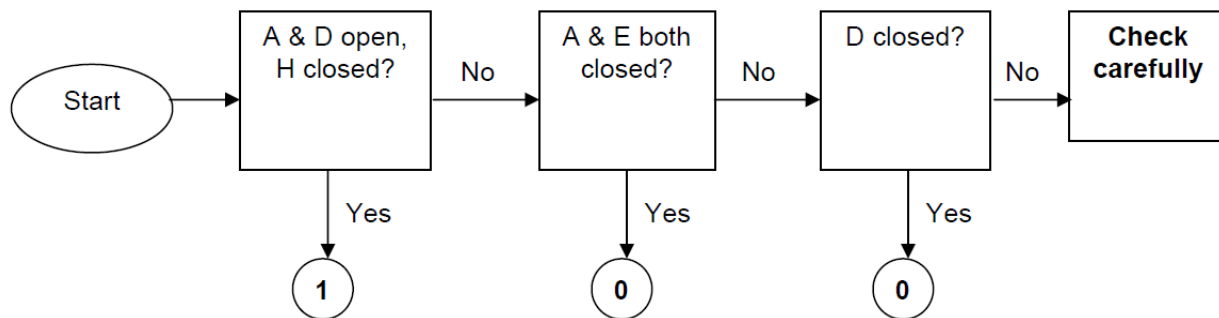 Start
A & D open,
H closed?
No
A & E both
closed?
No
D closed?
No
Check
carefully
Yes
Yes
Yes
1
0
0